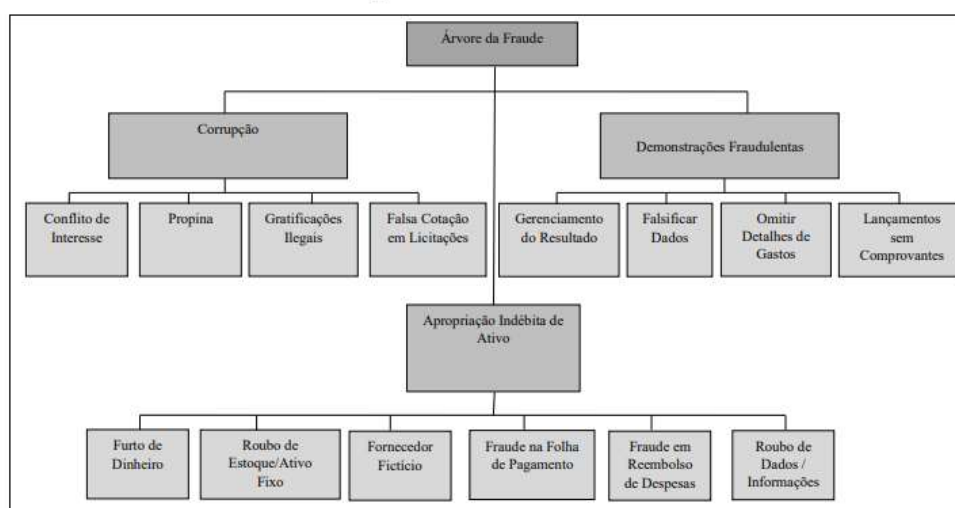 Árvore da Fraude
Corrupção
Demonstrações Fraudulentas
Conflito de
Interesse
Propina
Gratificações
Ilegais
Falsa Cotação
em Licitações
Gerenciamento
do Resultado
Falsificar
Dados
Omitir
Detalhes de
Gastos
Lançamentos
sem
Comprovantes
Apropriação Indébita de
Ativo
Furto de
Dinheiro
Roubo de
Estoque/Ativo
Fixo
Fornecedor
Fictício
Fraude na Folha
de Pagamento
Fraude em
Reembolso
de Despesas
Roubo de
Dados /
Informações